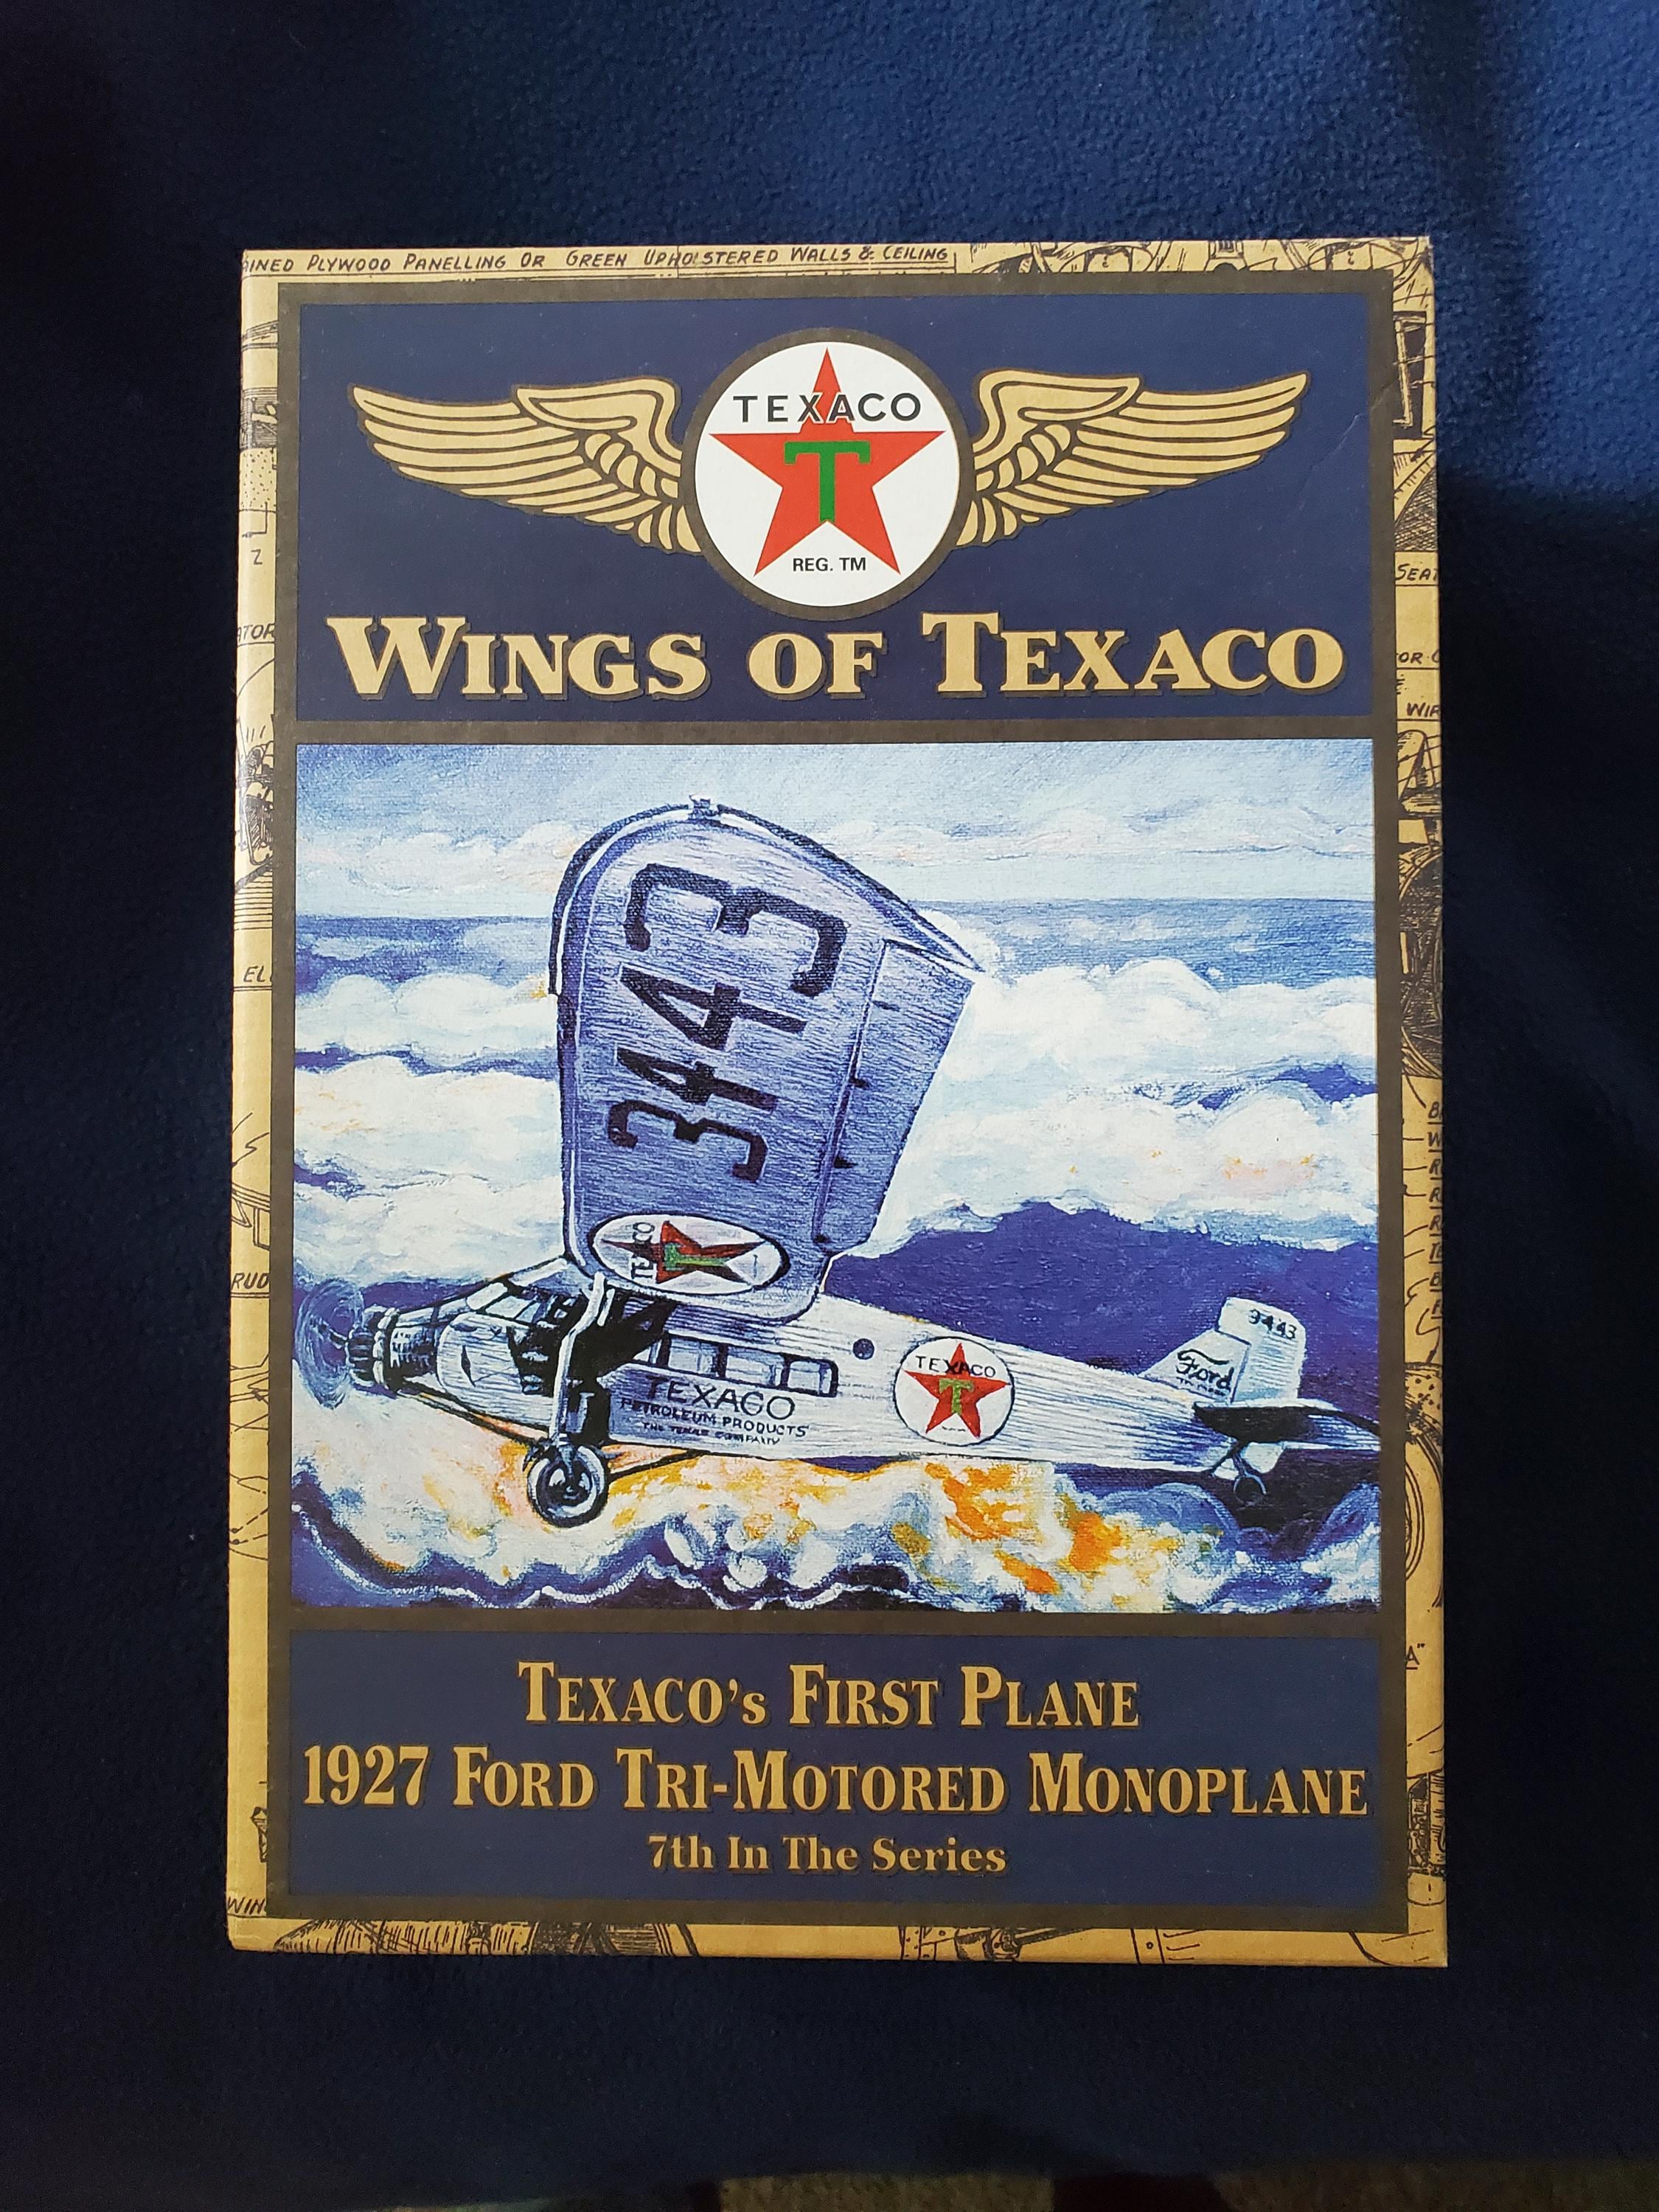 PLYWOOD PANELLING OR GREEN UPHOLSTERED WALLS & CEILING
TEXACO
T
REG. TM
WINGS OF TEXACO
3443
TEXACO
T
3443
Ford
TEXACO
T
TEXACO
PETROLEUM PRODUCTS
THE TEXAS COMPANY
TEXACO's FIRST PLANE
1927 FORD TRI-MOTORED MONOPLANE
7th In The Series